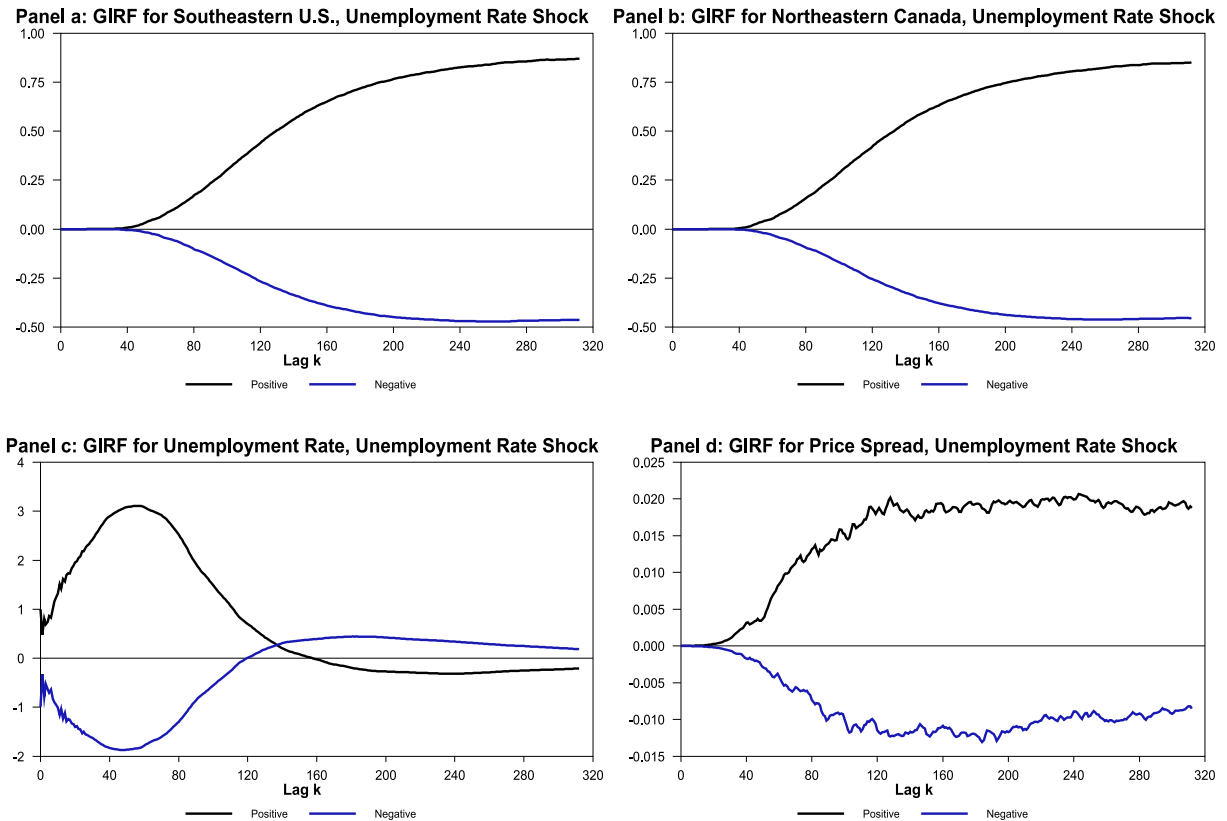 Panel a: GIRF for Southeastern U.S., Unemployment Rate Shock
1.00
0.75
0.50
0.25
0.00
-0.25
-0.50
0 40 80 120 160 200 240 280 320
Lag k
Positive Negative
Panel b: GIRF for Northeastern Canada, Unemployment Rate Shock
1.00
0.75
0.50
0.25
0.00
-0.25
-0.50
0 40 80 120 160 200 240 280 320
Lag k
Positive Negative
Panel c: GIRF for Unemployment Rate, Unemployment Rate Shock
4
3
2
1
0
-1
-2
0 40 80 120 160 200 240 280 320
Lag k
Positive Negative
Panel d: GIRF for Price Spread, Unemployment Rate Shock
0.025
0.020
0.015
0.010
0.005
0.000
-0.005
-0.010
-0.015
0 40 80 120 160 200 240 280 320
Lag k
Positive Negative